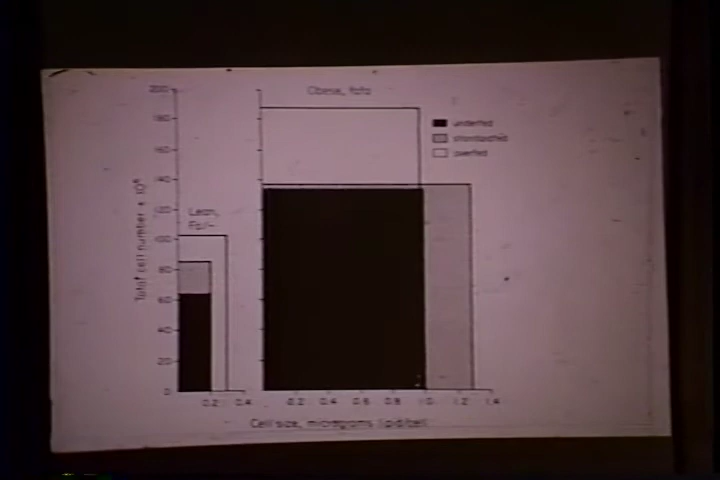 Obese, fafa
underfed
standardfed
overfed
Lean,
Fa/-
Total cell number × 10⁶
200
180
160
140
120
100
80
60
40
20
0
0.2 0.4
0.2 0.4 0.6 0.8 1.0 1.2 1.4
Cell size, micrograms lipid/cell